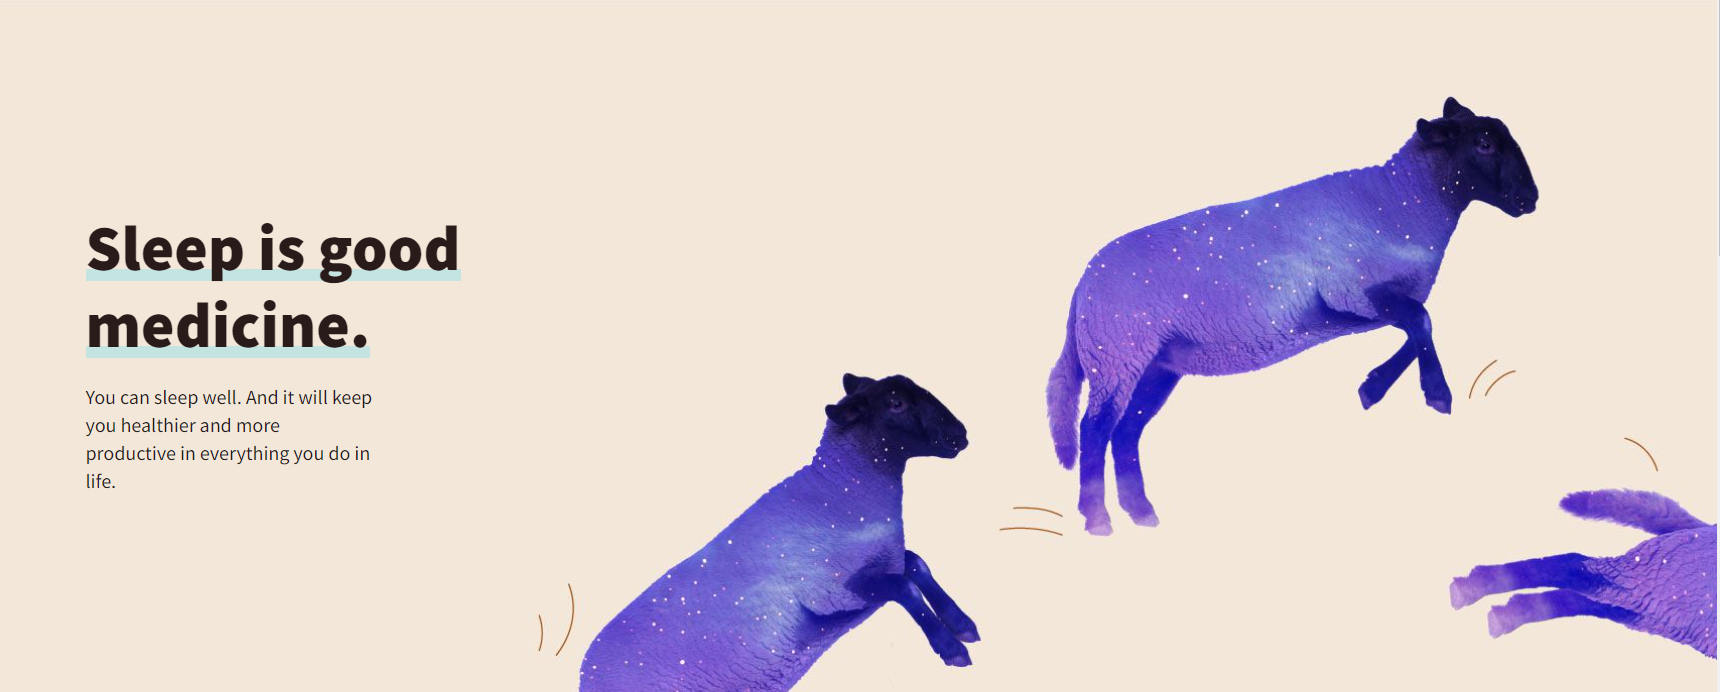 Sleep is good
medicine.
You can sleep well. And it will keep
you healthier and more
productive in everything you do in
life.